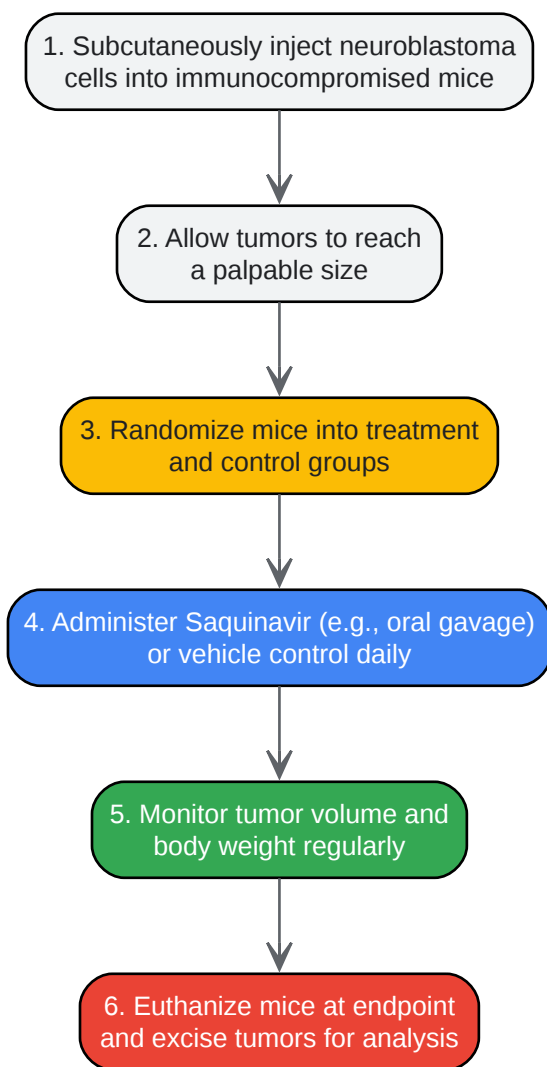 1. Subcutaneously inject neuroblastoma
cells into immunocompromised mice
2. Allow tumors to reach
a palpable size
3. Randomize mice into treatment
and control groups
4. Administer Saquinavir (e.g., oral gavage)
or vehicle control daily
5. Monitor tumor volume and
body weight regularly
6. Euthanize mice at endpoint
and excise tumors for analysis